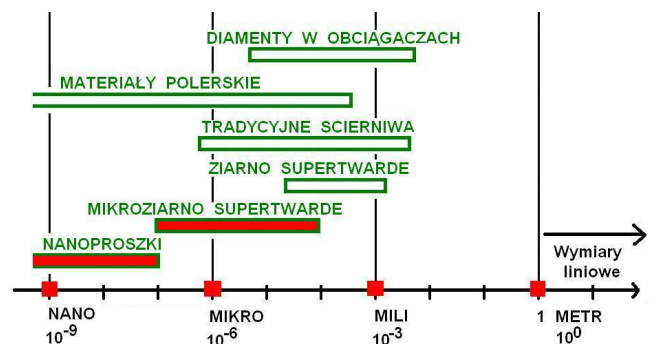 DIAMENTY W OBCIĄGACZACH
MATERIAŁY POLERSKIE
TRADYCYJNE SCIERNIWA
ZIARNO SUPERTWARDE
MIKROZIARNO SUPERTWARDE
NANOPROSZKI
Wymiary
liniowe
NANO MIKRO MILI 1 METR
10⁻⁹ 10⁻⁶ 10⁻³ 10⁰